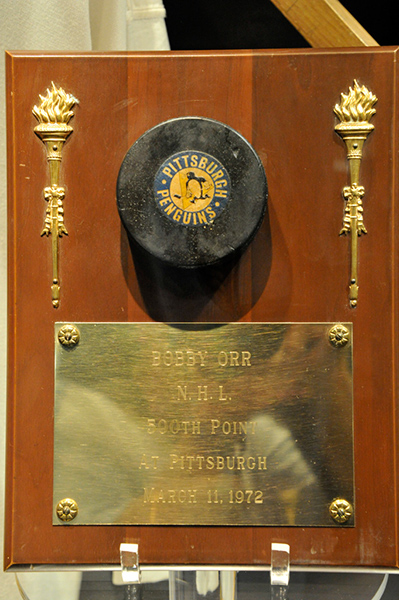 PITTSBURGH
PENGUINS
BOBBY ORR
N. H. L.
500TH POINT
AT PITTSBURGH
MARCH 11, 1972